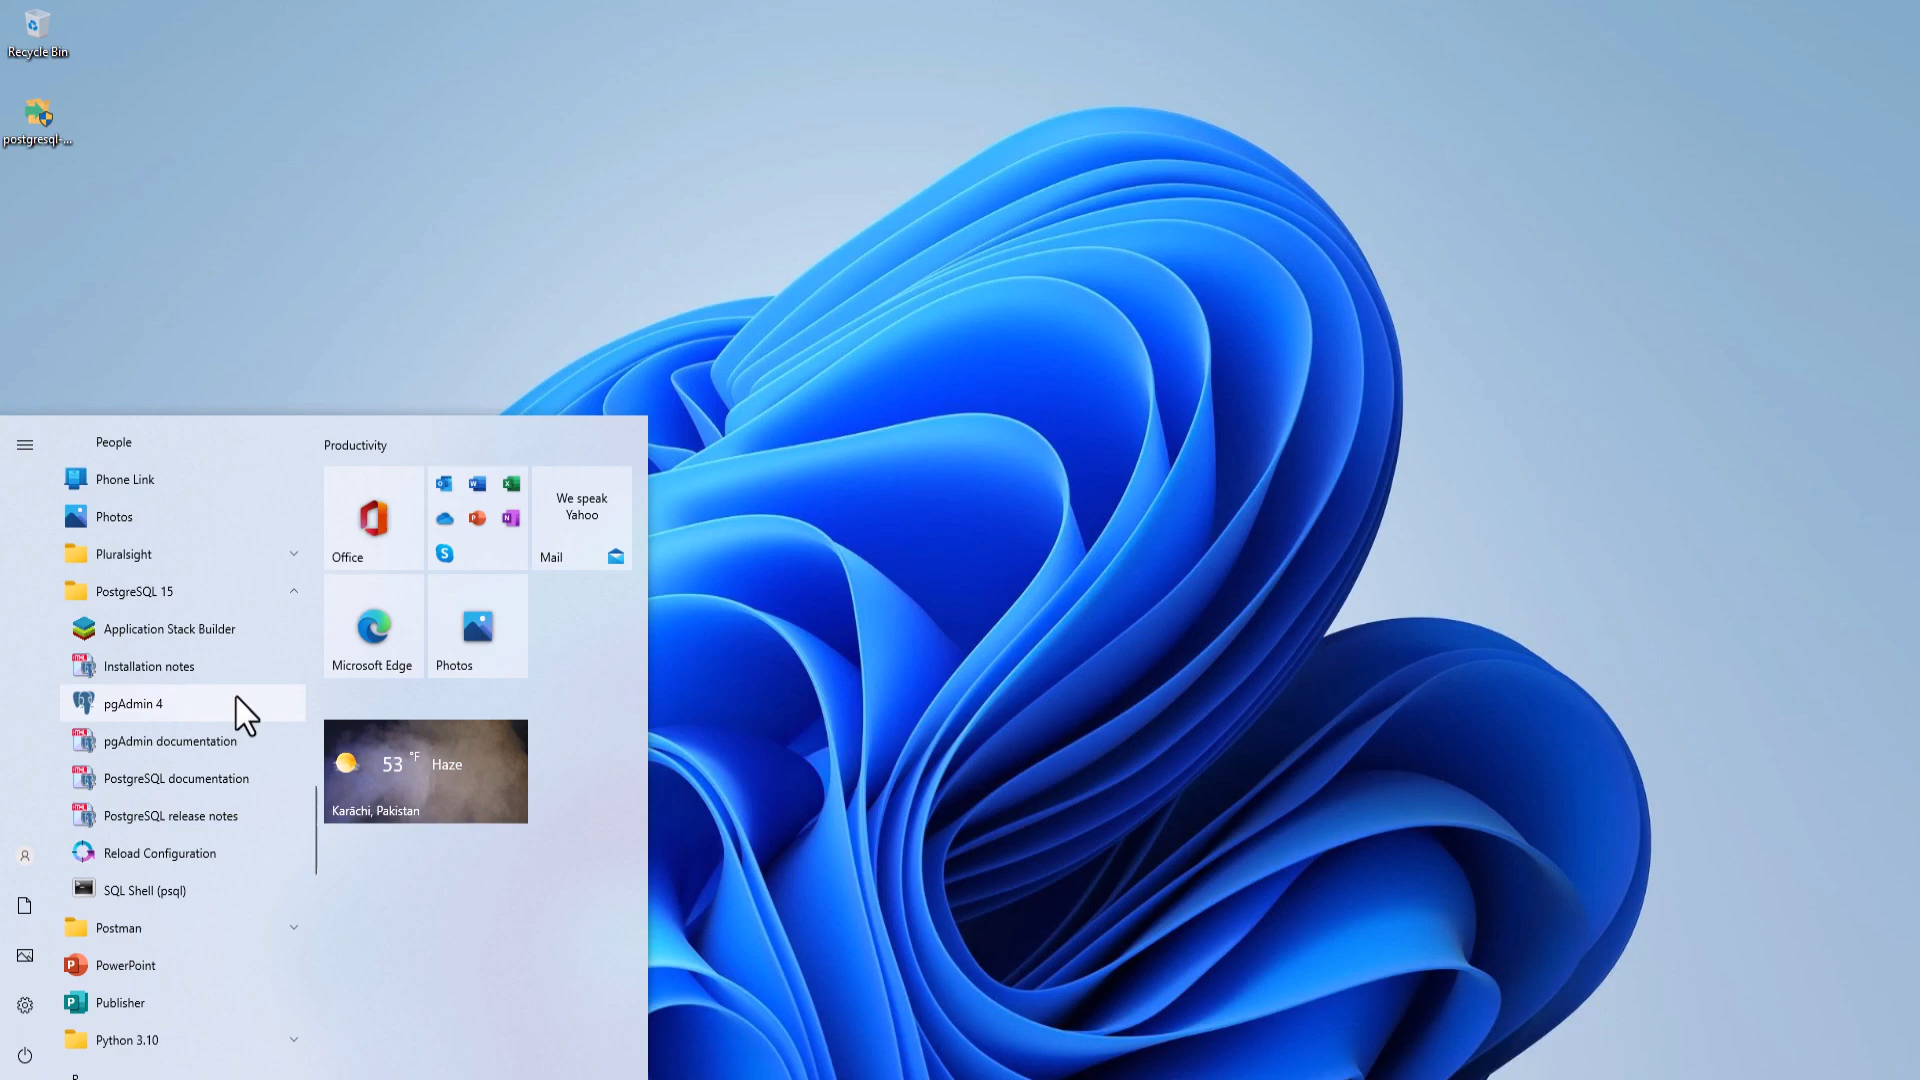 Recycle Bin
postgresql-...
People
Phone Link
Photos
Pluralsight
PostgreSQL 15
Application Stack Builder
Installation notes
pgAdmin 4
pgAdmin documentation
PostgreSQL documentation
PostgreSQL release notes
Reload Configuration
SQL Shell (psql)
Postman
PowerPoint
Publisher
Python 3.10
Productivity
Office
We speak
Yahoo
Mail
Microsoft Edge
Photos
53 °F Haze
Karāchi, Pakistan